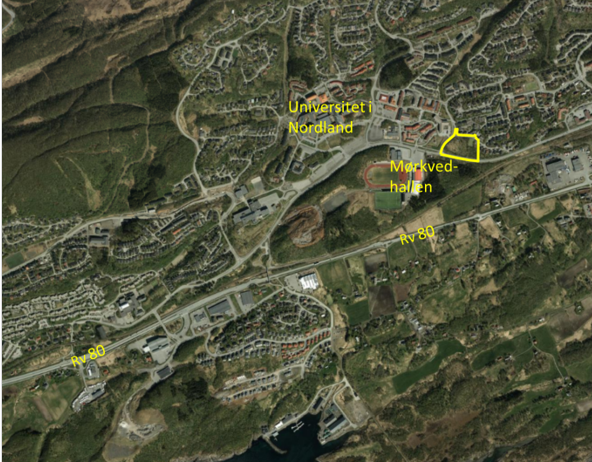 Universitet i
Nordland
Mørkved-
hallen
Rv 80
Rv 80